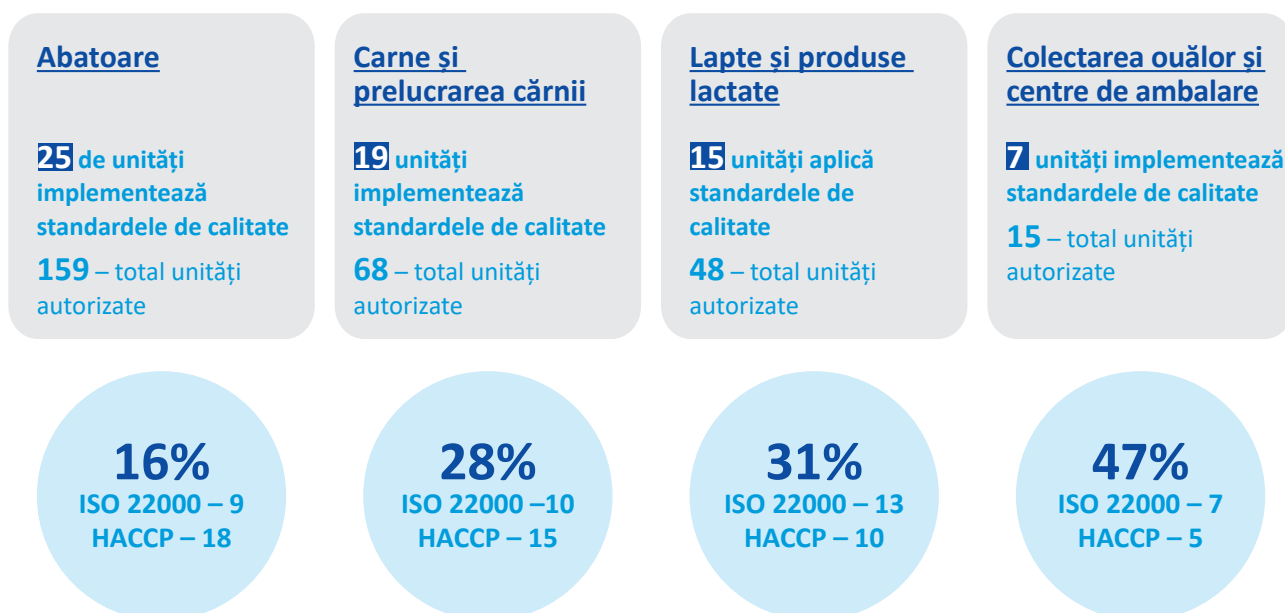 Abatoare
25 de unități
implementează
standardele de calitate
159 – total unități
autorizate
Carne și
prelucrarea cărnii
19 unități
implementează
standardele de calitate
68 – total unități
autorizate
Lapte și produse
lactate
15 unități aplică
standardele de
calitate
48 – total unități
autorizate
Colectarea ouălor și
centre de ambalare
7 unități implementează
standardele de calitate
15 – total unități
autorizate
16%
ISO 22000 – 9
HACCP – 18
28%
ISO 22000 –10
HACCP – 15
31%
ISO 22000 – 13
HACCP – 10
47%
ISO 22000 – 7
HACCP – 5